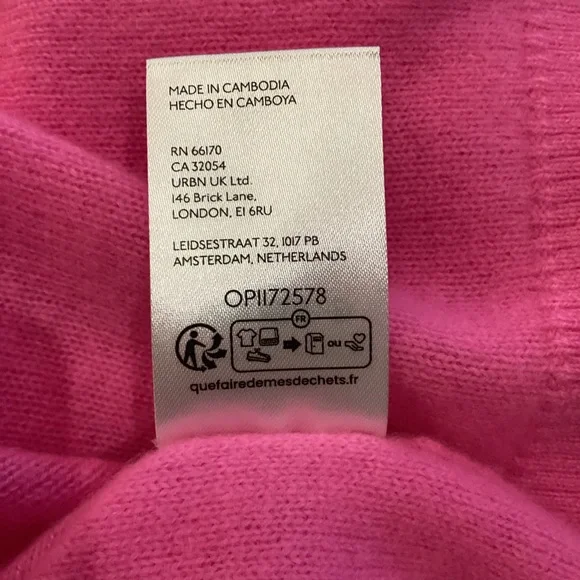 MADE IN CAMBODIA
HECHO EN CAMBOYA
RN 66170
CA 32054
URBN UK Ltd.
146 Brick Lane,
LONDON, E1 6RU
LEIDSESTRAAT 32, 1017 PB
AMSTERDAM, NETHERLANDS
OP1172578
FR
ou
quefairedemesdechets.fr